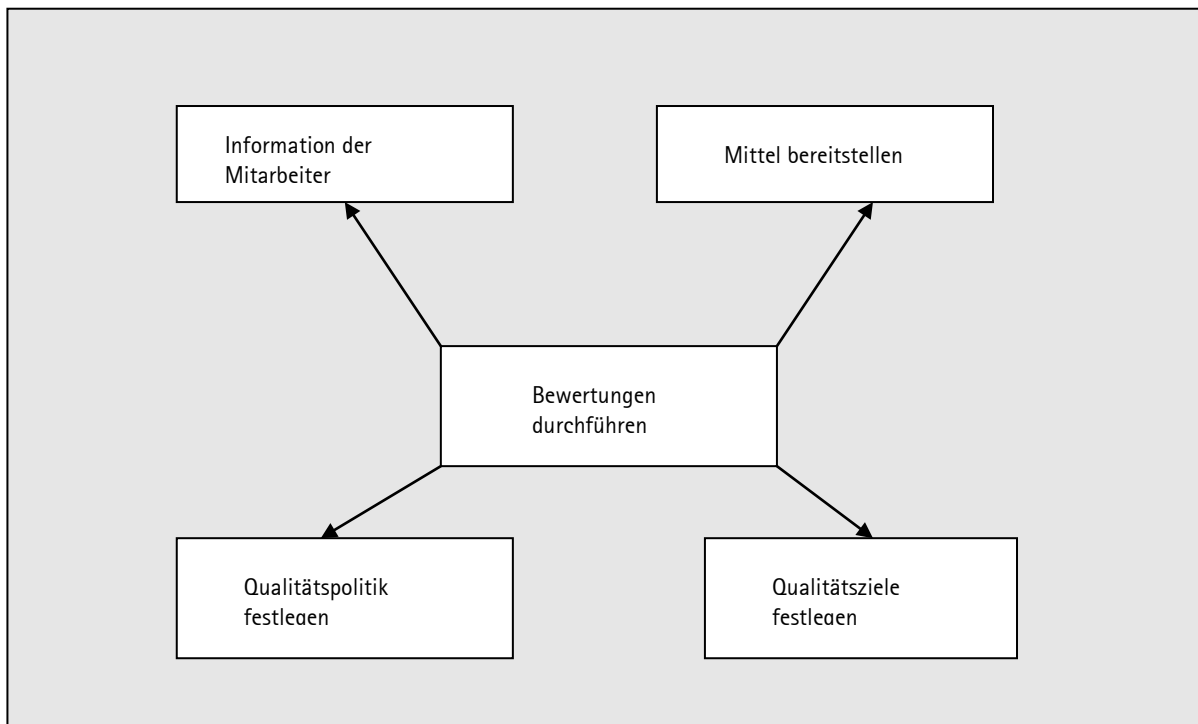 Information der
Mitarbeiter
Mittel bereitstellen
Bewertungen
durchführen
Qualitätspolitik
festlegen
Qualitätsziele
festlegen